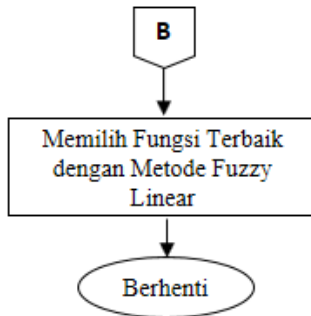 B
Memilih Fungsi Terbaik
dengan Metode Fuzzy
Linear
Berhenti